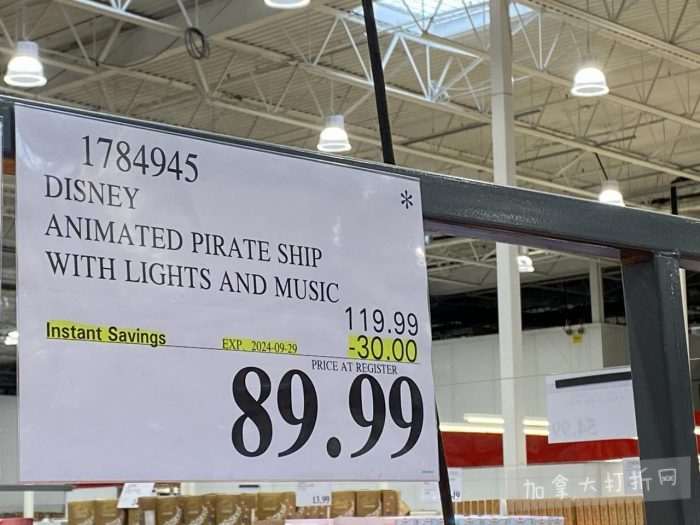 1784945
*
DISNEY
ANIMATED PIRATE SHIP
WITH LIGHTS AND MUSIC
119.99
Instant Savings EXP. 2024-09-29 -30.00
PRICE AT REGISTER
89.99
13.99
加拿大打折网